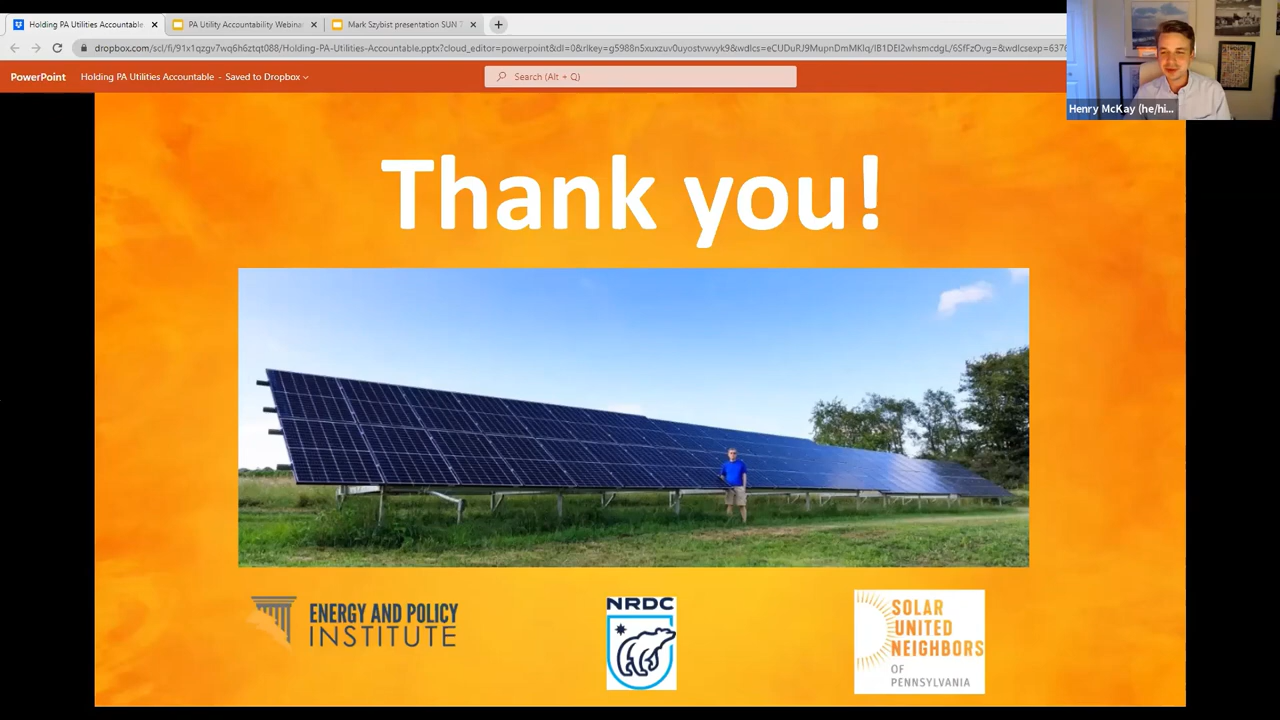 Holding PA Utilities Accountable.
PA Utility Accountability Webinar
Mark Szybist presentation SUN 7
PowerPoint
Holding PA Utilities Accountable - Saved to Dropbox
Search (Alt + Q)
Henry McKay (he/hi...
Thank you!
ENERGY AND POLICY
INSTITUTE
NRDC
SOLAR
UNITED
NEIGHBORS
OF
PENNSYLVANIA